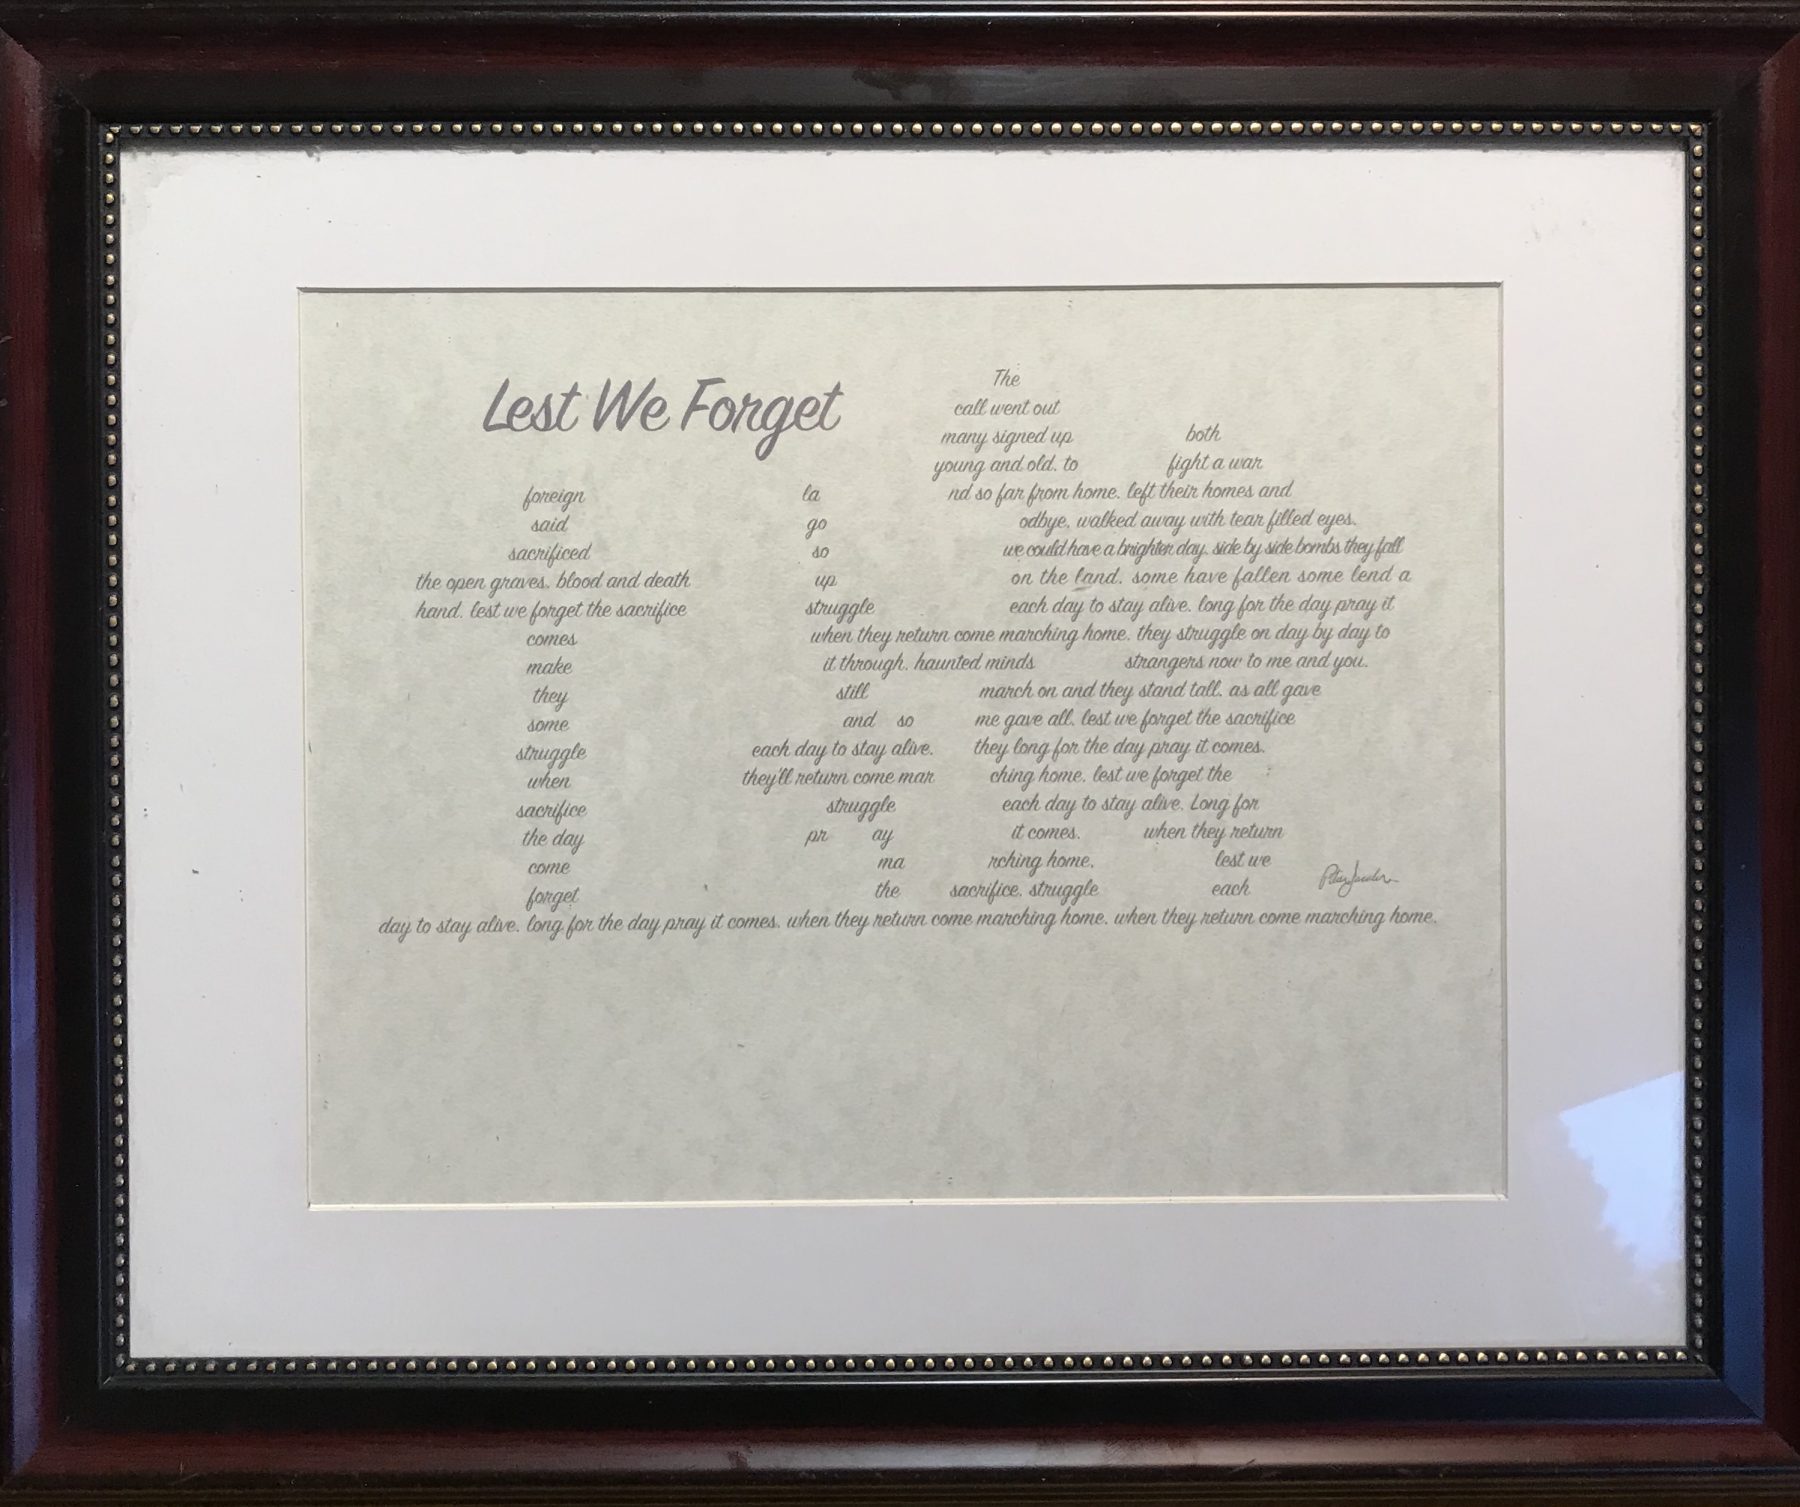 Lest We Forget
The
call went out
many signed up both
young and old. to fight a war
foreign la nd so far from home. left their homes and
said go odbye. walked away with tear filled eyes.
sacrificed so we could have a brighter day. side by side bombs they fall
the open graves. blood and death up on the land. some have fallen some lend a
hand. lest we forget the sacrifice struggle each day to stay alive. long for the day pray it
comes when they return come marching home. they struggle on day by day to
make it through. haunted minds strangers now to me and you.
they still march on and they stand tall. as all gave
some and so me gave all. lest we forget the sacrifice
struggle each day to stay alive. they long for the day pray it comes.
when they'll return come mar ching home. lest we forget the
sacrifice struggle each day to stay alive. Long for
the day pr ay it comes. when they return
come ma rching home. lest we
forget the sacrifice. struggle each
day to stay alive. long for the day pray it comes. when they return come marching home. when they return come marching home.